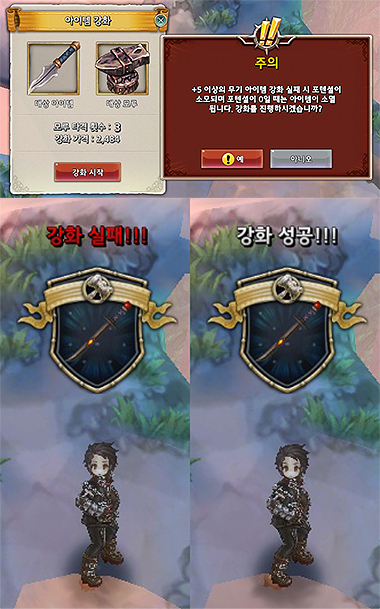 아이템 강화
대상 아이템
대상 모루
모루 타격 횟수 : 3
강화 가격 : 2,484
강화 시작
주의
+5 이상의 무기 아이템 강화 실패 시 포텐셜이
소모되며 포텐셜이 0일 때는 아이템이 소멸
됩니다. 강화를 진행하시겠습니까?
예
아니오
강화 실패!!!
강화 성공!!!